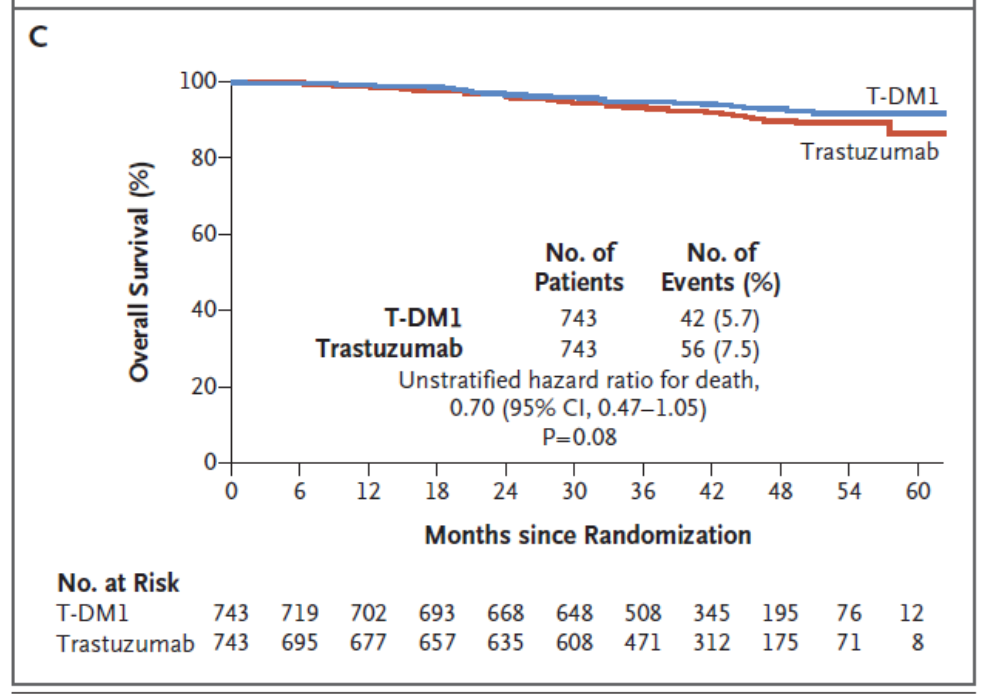 C
100
80
60
40
20
0
Overall Survival (%)
T-DM1
Trastuzumab
No. of No. of
Patients Events (%)
T-DM1 743 42 (5.7)
Trastuzumab 743 56 (7.5)
Unstratified hazard ratio for death,
0.70 (95% CI, 0.47–1.05)
P=0.08
0 6 12 18 24 30 36 42 48 54 60
Months since Randomization
No. at Risk
T-DM1 743 719 702 693 668 648 508 345 195 76 12
Trastuzumab 743 695 677 657 635 608 471 312 175 71 8